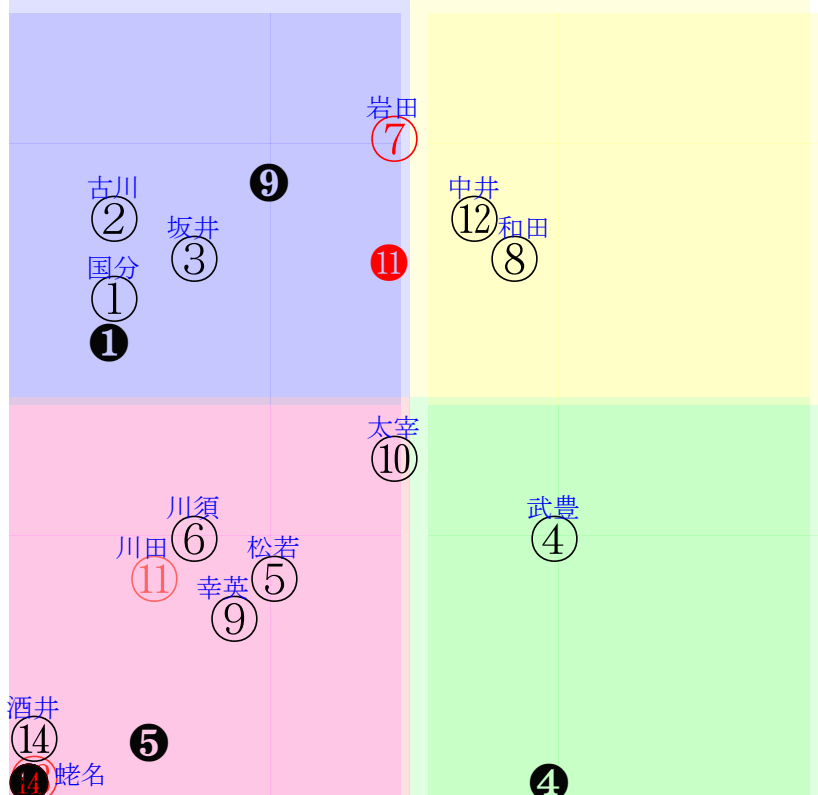 岩田
⑦
古川
②
❾
中井
⑫
坂井
③
和田
⑧
⓫
国分
①
❶
太宰
⑩
川須
⑥
武豊
④
川田
⑪
松若
⑤
幸英
⑨
酒井
⑭
❺
蛯名
⓮
❹